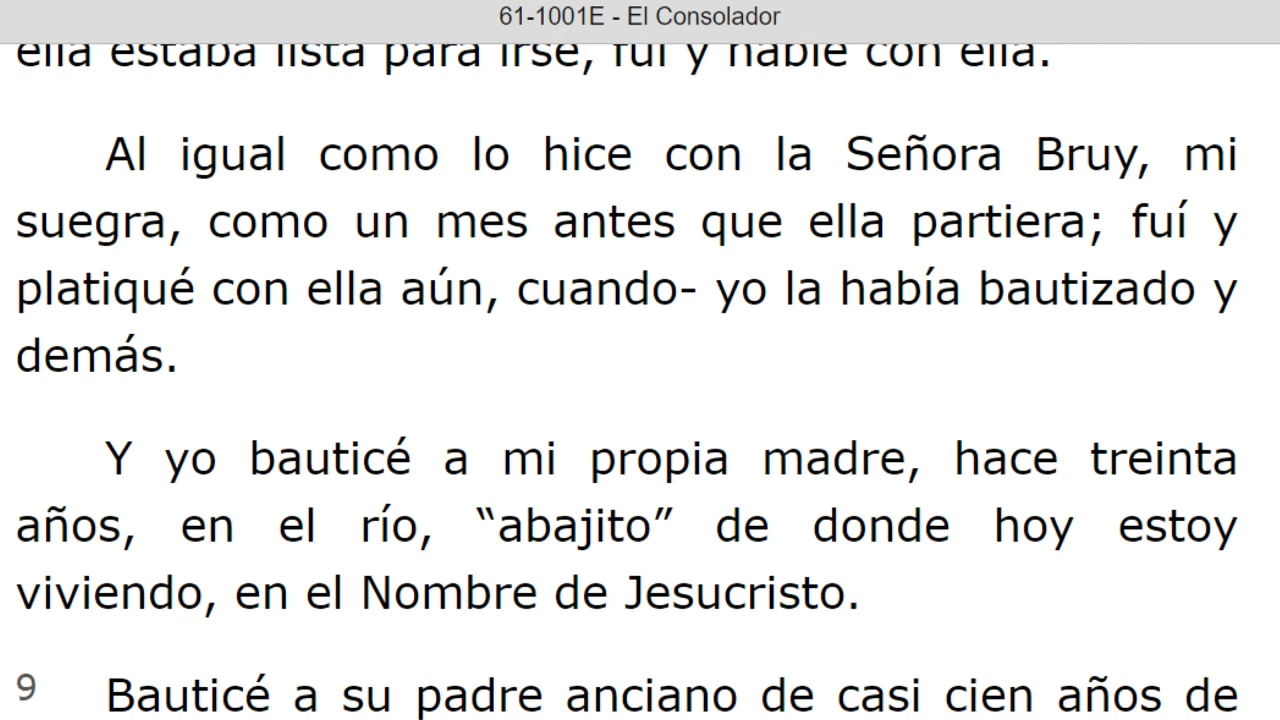 61-1001E - El Consolador
ella estaba lista para irse, fuí y hablé con ella.
Al igual como lo hice con la Señora Bruy, mi
suegra, como un mes antes que ella partiera; fuí y
platiqué con ella aún, cuando- yo la había bautizado y
demás.
Y yo bauticé a mi propia madre, hace treinta
años, en el río, “abajito” de donde hoy estoy
viviendo, en el Nombre de Jesucristo.
9 Bauticé a su padre anciano de casi cien años de